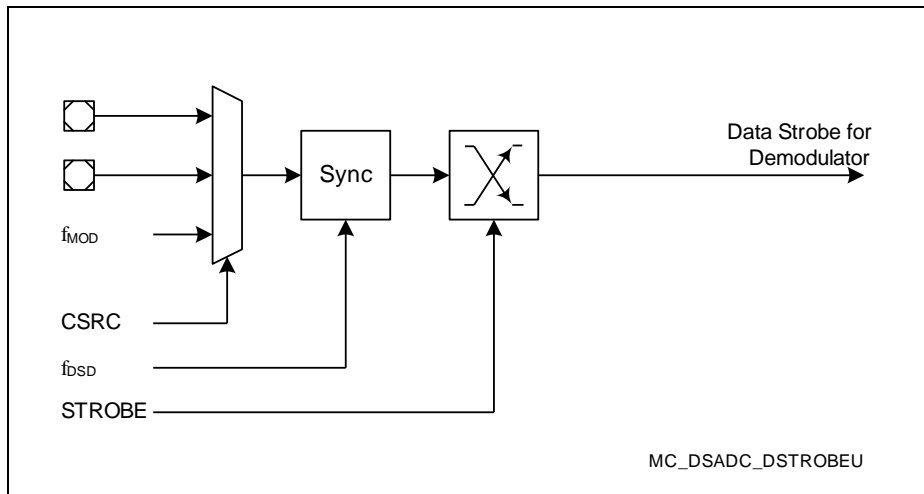 Data Strobe for
Demodulator
Sync
fMOD
CSRC
fDSD
STROBE
MC_DSADC_DSTROBEU